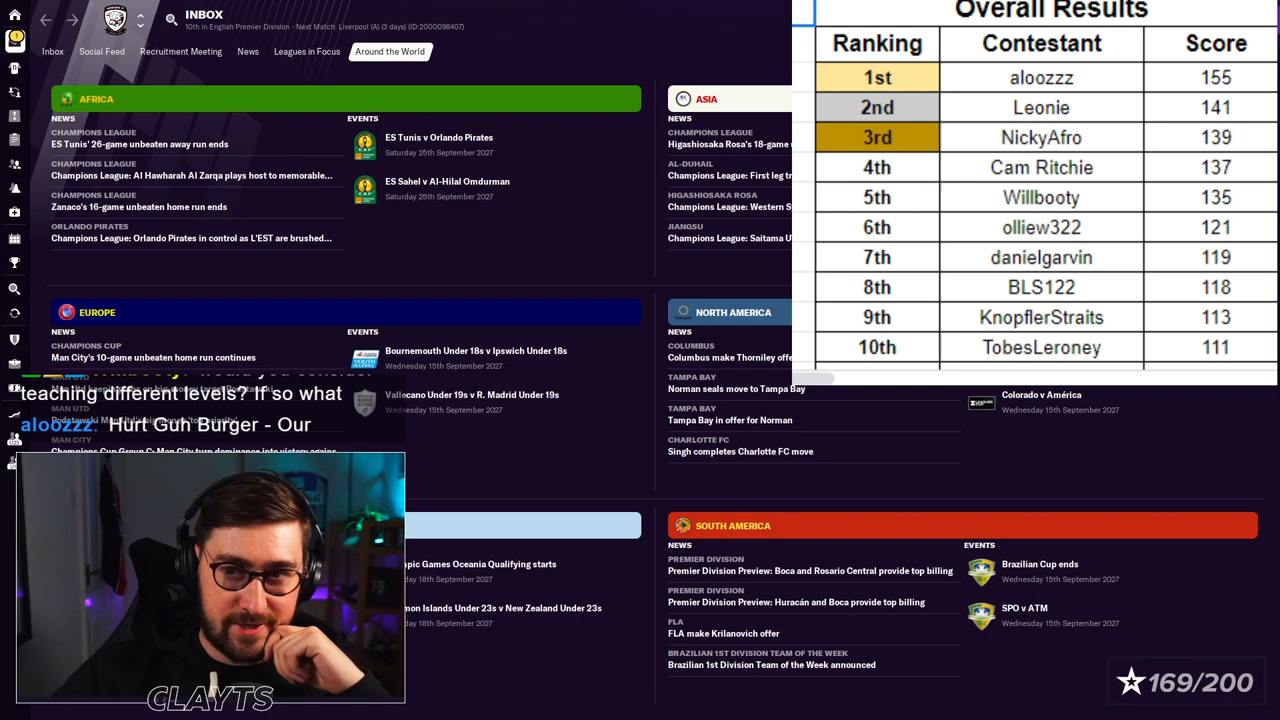 INBOX
10th in English Premier Division - Next Match: Liverpool (A) (3 days) (ID:2000098407)
Inbox
Social Feed
Recruitment Meeting
News
Leagues in Focus
Around the World
AFRICA
NEWS
CHAMPIONS LEAGUE
ES Tunis' 26-game unbeaten away run ends
CHAMPIONS LEAGUE
Champions League: Al Hawharah Al Zarqa plays host to memorable...
CHAMPIONS LEAGUE
Zanaco's 16-game unbeaten home run ends
ORLANDO PIRATES
Champions League: Orlando Pirates in control as L'EST are brushed...
EVENTS
ES Tunis v Orlando Pirates
Saturday 25th September 2027
ES Sahel v Al-Hilal Omdurman
Saturday 25th September 2027
ASIA
NEWS
CHAMPIONS LEAGUE
Higashiosaka Rosa's 18-game
AL-DUHAIL
Champions League: First leg
HIGASHIOSAKA ROSA
Champions League: Western
JIANGSU
Champions League: Saitama
Overall Results
Ranking Contestant Score
1st aloozzz 155
2nd Leonie 141
3rd NickyAfro 139
4th Cam Ritchie 137
5th Willbooty 135
6th olliew322 121
7th danielgarvin 119
8th BLS122 118
9th KnopflerStraits 113
10th TobesLeroney 111
EUROPE
NEWS
CHAMPIONS CUP
Man City's 10-game unbeaten home run continues
MAN UTD
MAN CITY
EVENTS
Bournemouth Under 18s v Ipswich Under 18s
Wednesday 15th September 2027
Vallecano Under 19s v R. Madrid Under 19s
Wednesday 15th September 2027
teaching different levels? If so what
aloozzz: Hurt Gun Burger - Our
NORTH AMERICA
NEWS
COLUMBUS
Columbus make Thornley
TAMPA BAY
Norman seals move to Tampa Bay
TAMPA BAY
Tampa Bay in offer for Norman
CHARLOTTE FC
Singh completes Charlotte FC move
Colorado v América
Wednesday 15th September 2027
Games Oceania Qualifying starts
18th September 2027
Islands Under 23s v New Zealand Under 23s
18th September 2027
SOUTH AMERICA
NEWS
PREMIER DIVISION
Premier Division Preview: Boca and Rosario Central provide top billing
PREMIER DIVISION
Premier Division Preview: Huracán and Boca provide top billing
FLA
FLA make Krilanovich offer
BRAZILIAN 1ST DIVISION TEAM OF THE WEEK
Brazilian 1st Division Team of the Week announced
EVENTS
Brazilian Cup ends
Wednesday 15th September 2027
SPO v ATM
Wednesday 15th September 2027
CLAYTS
169/200